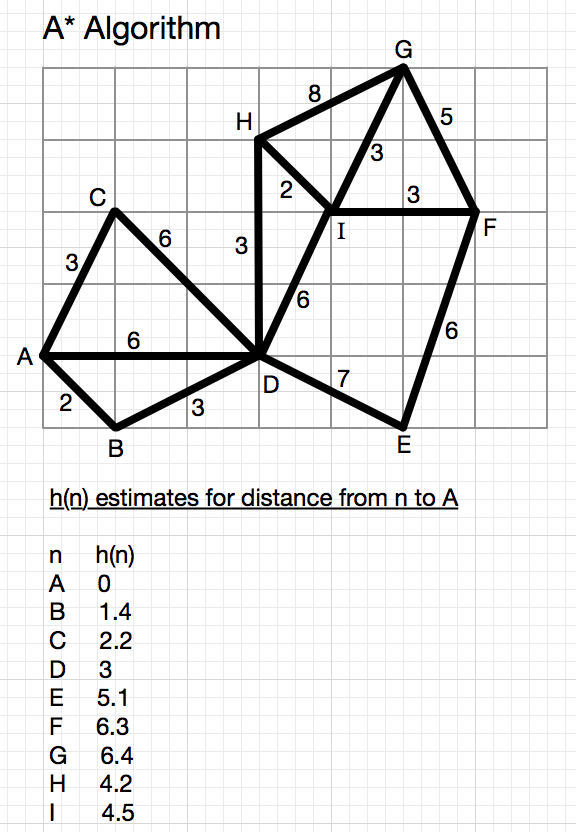 A* Algorithm
G
8
5
H
3
2
3
C
I
F
6
3
3
6
6
A
6
D
7
2
3
B
E
h(n) estimates for distance from n to A
n h(n)
A 0
B 1.4
C 2.2
D 3
E 5.1
F 6.3
G 6.4
H 4.2
I 4.5